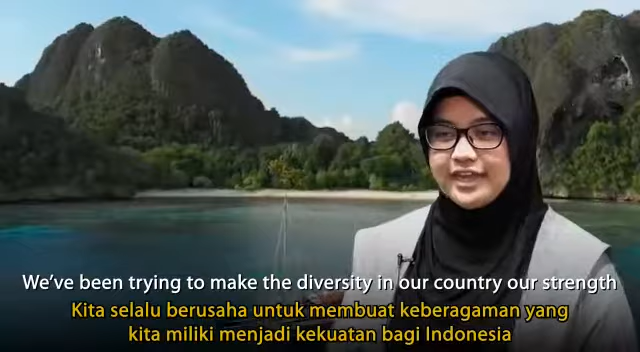 We've been trying to make the diversity in our country our strength
Kita selalu berusaha untuk membuat keberagaman yang
kita miliki menjadi kekuatan bagi Indonesia